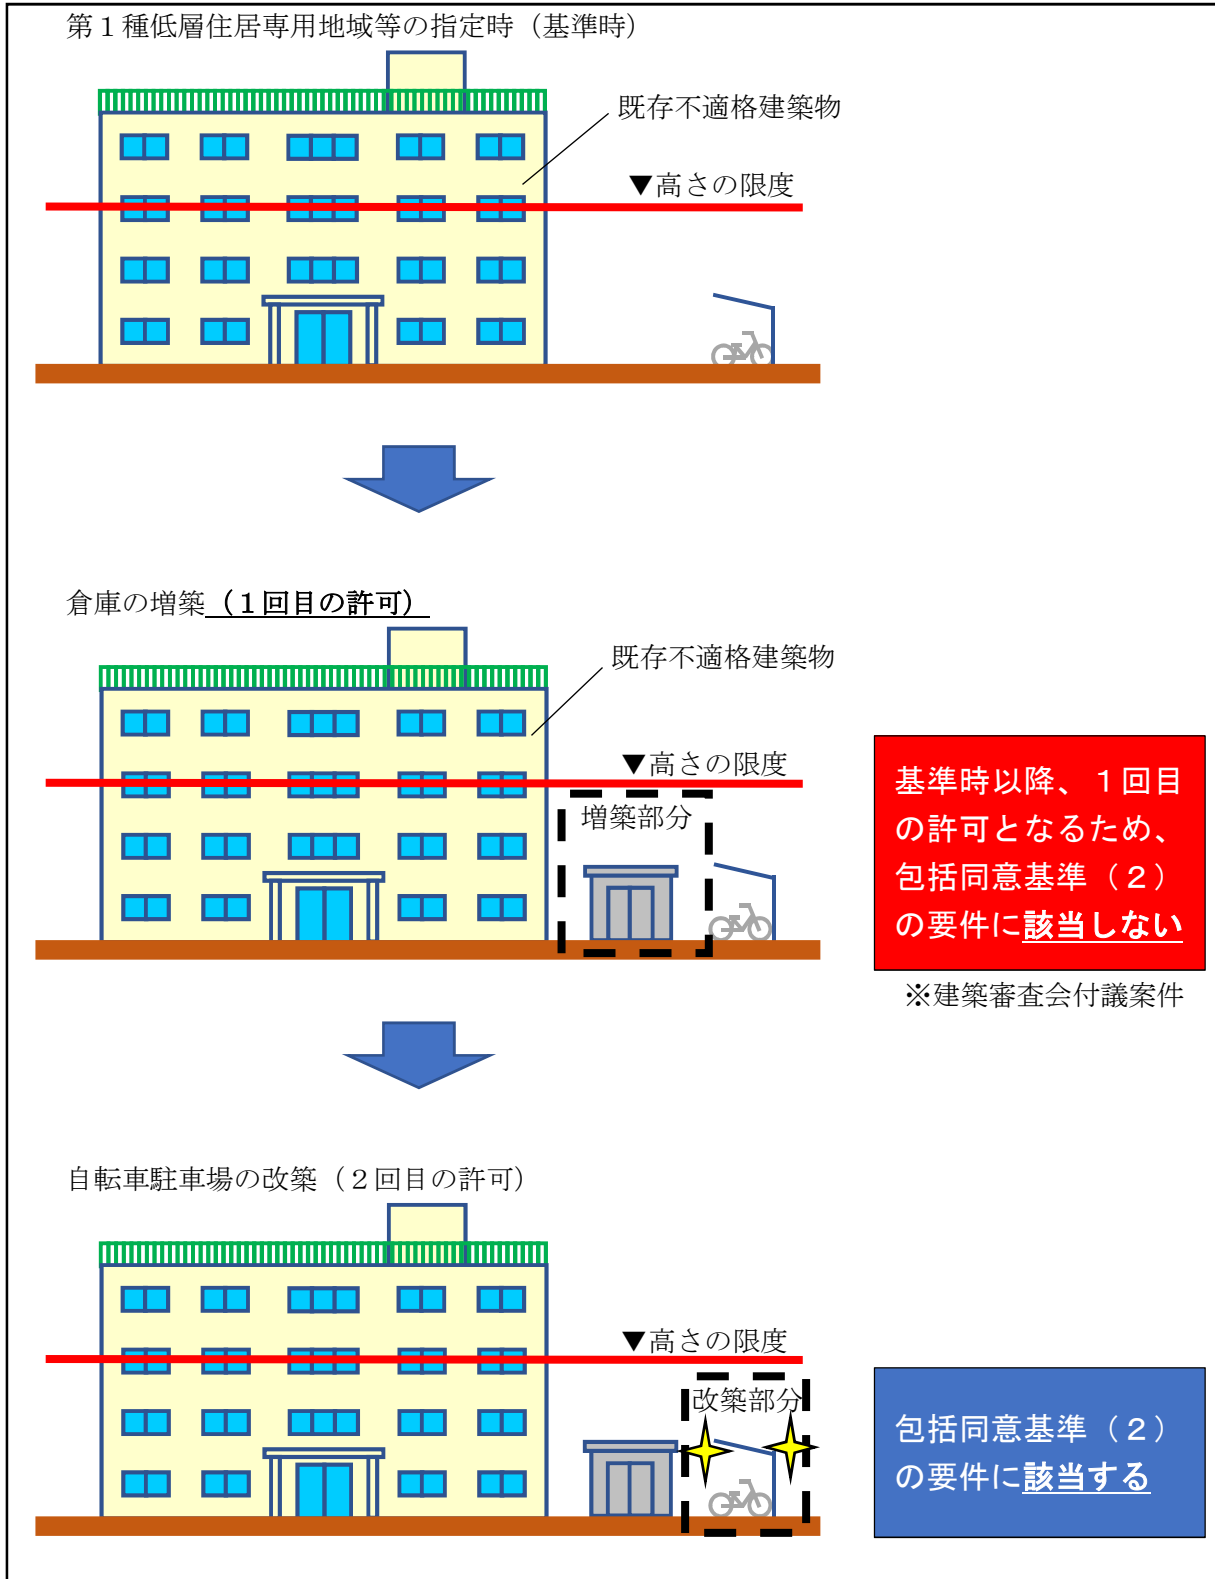 第１種低層住居専用地域等の指定時（基準時）
既存不適格建築物
▼高さの限度
倉庫の増築（１回目の許可）
既存不適格建築物
▼高さの限度
増築部分
基準時以降、１回目
の許可となるため、
包括同意基準（２）
の要件に該当しない
※建築審査会付議案件
自転車駐車場の改築（２回目の許可）
▼高さの限度
改築部分
包括同意基準（２）
の要件に該当する